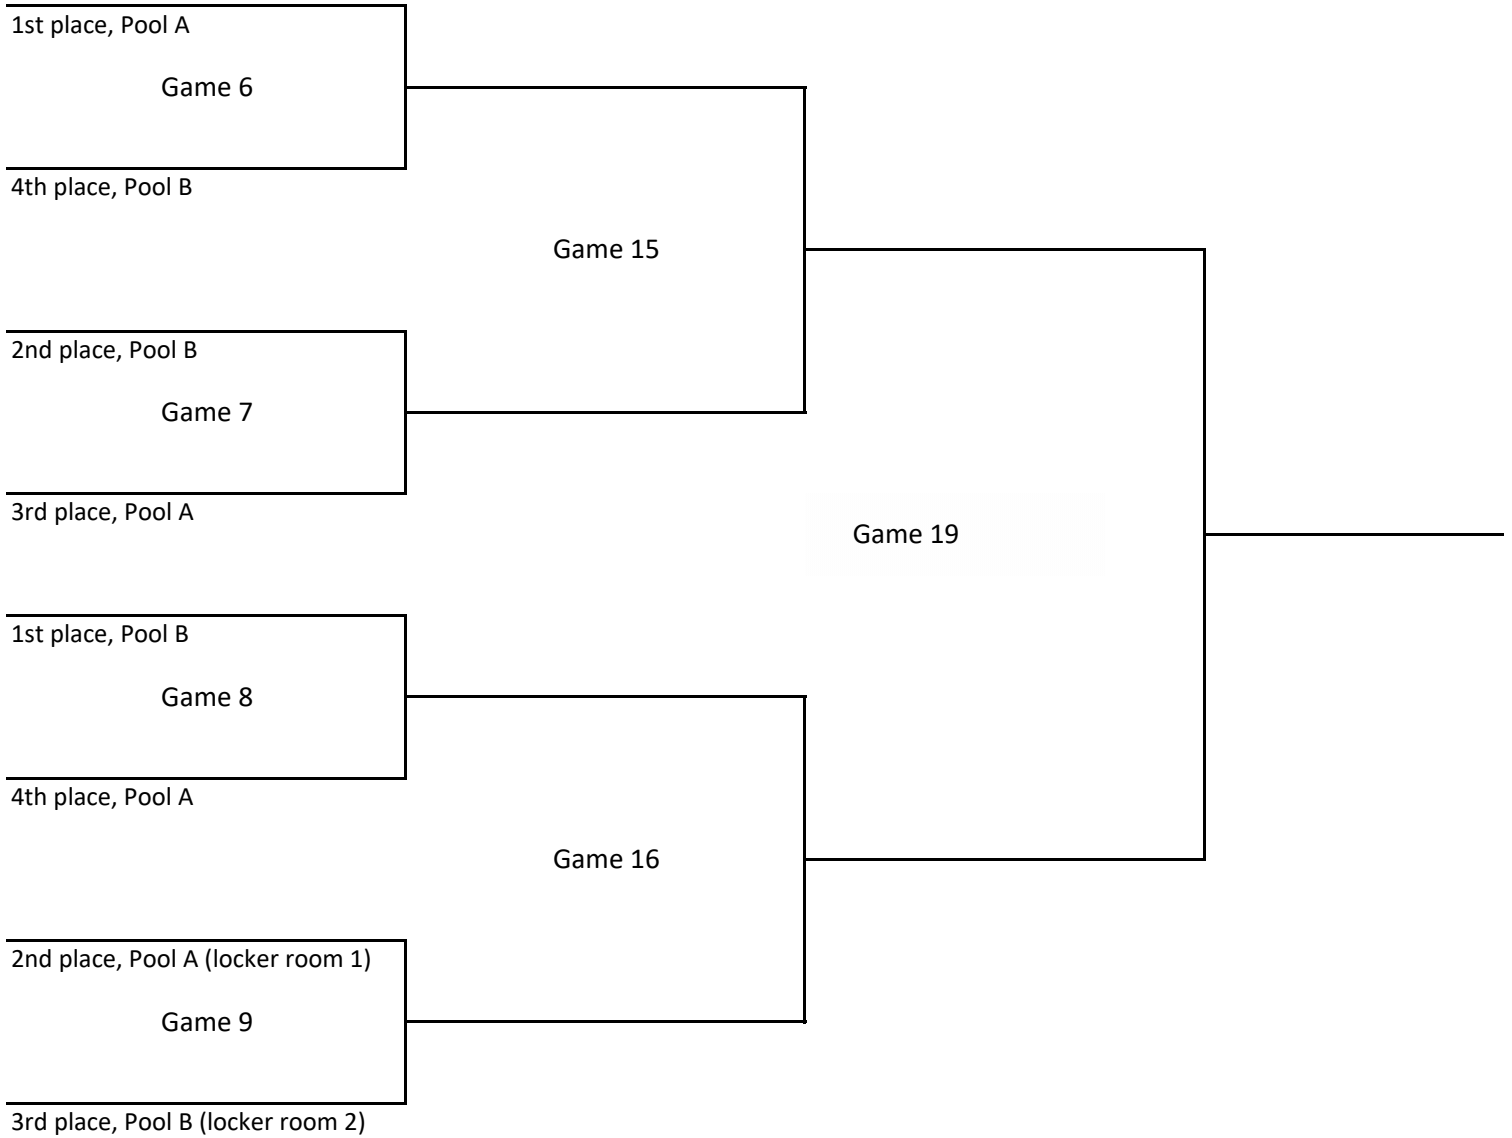 1st place, Pool A
Game 6
4th place, Pool B
Game 15
2nd place, Pool B
Game 7
3rd place, Pool A
Game 19
1st place, Pool B
Game 8
4th place, Pool A
Game 16
2nd place, Pool A (locker room 1)
Game 9
3rd place, Pool B (locker room 2)